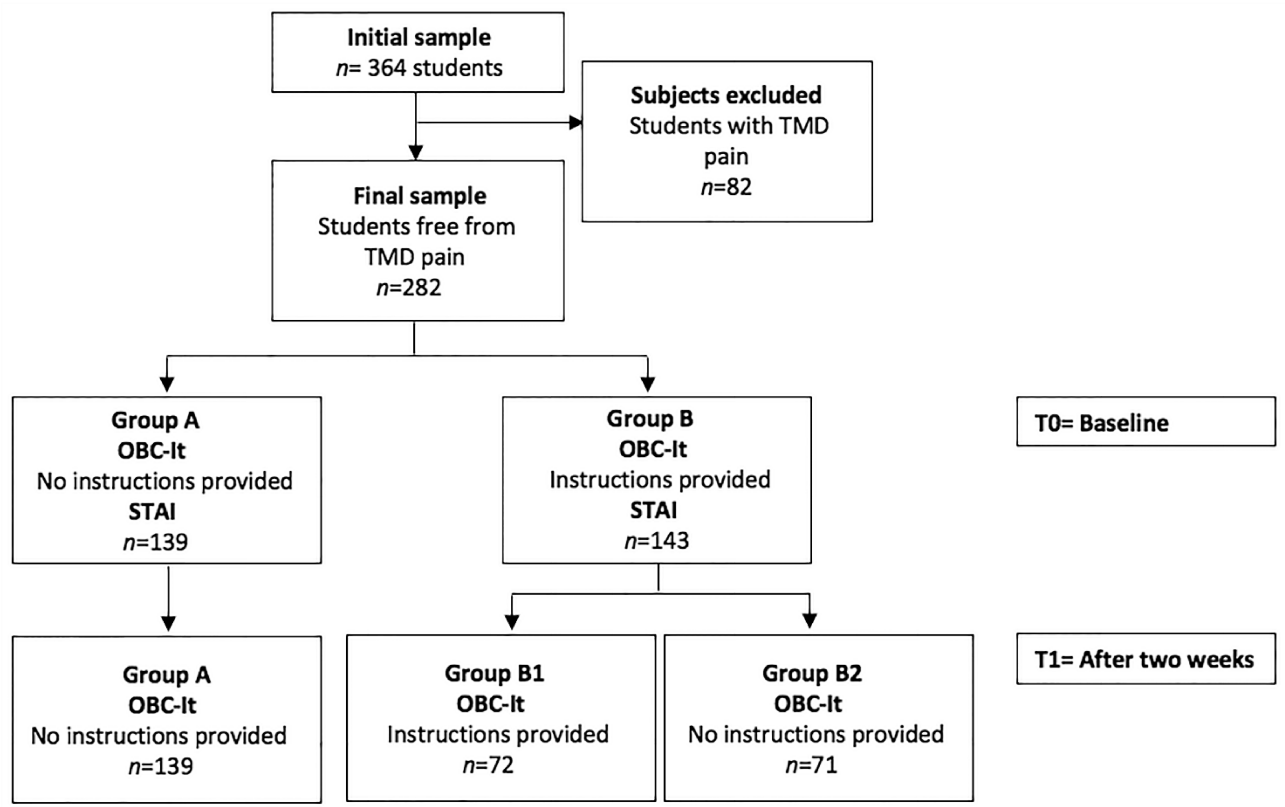 Initial sample
n= 364 students
Subjects excluded
Students with TMD
pain
n=82
Final sample
Students free from
TMD pain
n=282
Group A
OBC-It
No instructions provided
STAI
n=139
Group B
OBC-It
Instructions provided
STAI
n=143
T0= Baseline
Group A
OBC-It
No instructions provided
n=139
Group B1
OBC-It
Instructions provided
n=72
Group B2
OBC-It
No instructions provided
n=71
T1= After two weeks